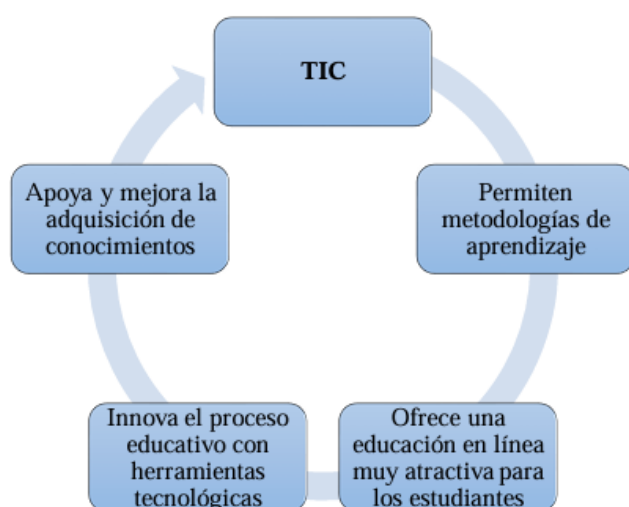 TIC
Permiten
metodologías de
aprendizaje
Ofrece una
educación en línea
muy atractiva para
los estudiantes
Innova el proceso
educativo con
herramientas
tecnológicas
Apoya y mejora la
adquisición de
conocimientos